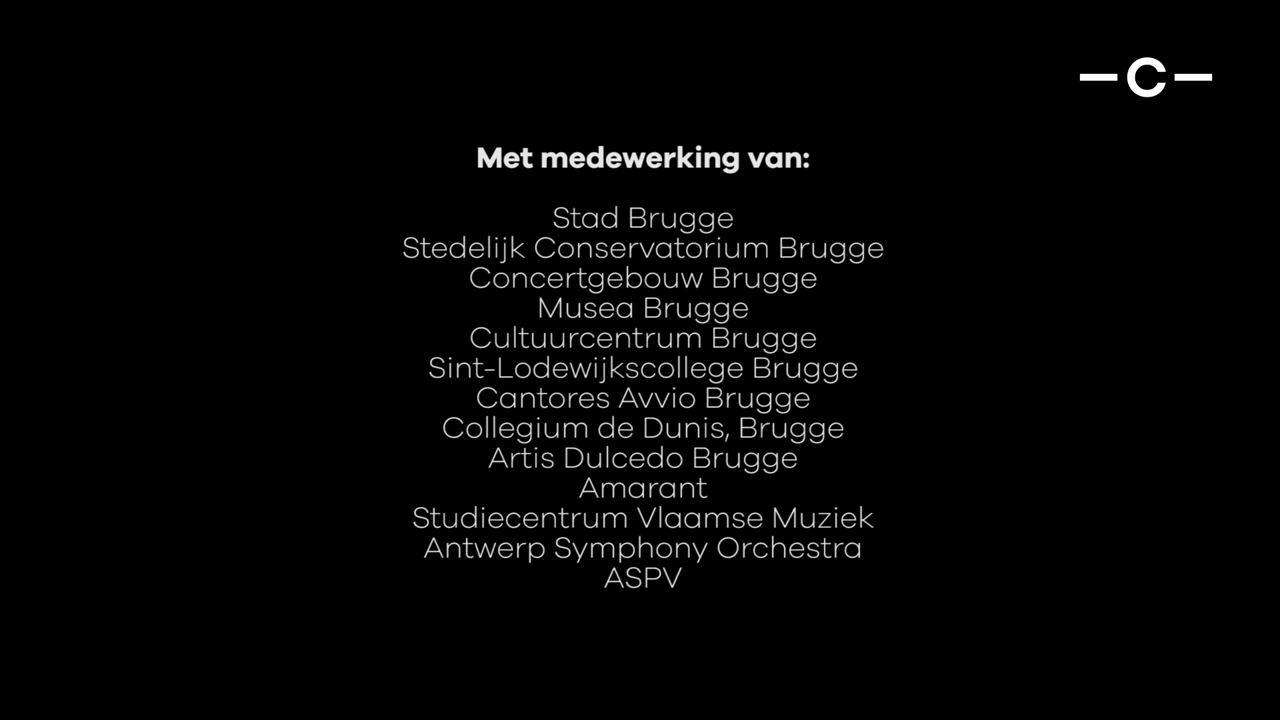 —C—
Met medewerking van:
Stad Brugge
Stedelijk Conservatorium Brugge
Concertgebouw Brugge
Musea Brugge
Cultuurcentrum Brugge
Sint-Lodewijkscollege Brugge
Cantores Avvio Brugge
Collegium de Dunis, Brugge
Artis Dulcedo Brugge
Amarant
Studiecentrum Vlaamse Muziek
Antwerp Symphony Orchestra
ASPV